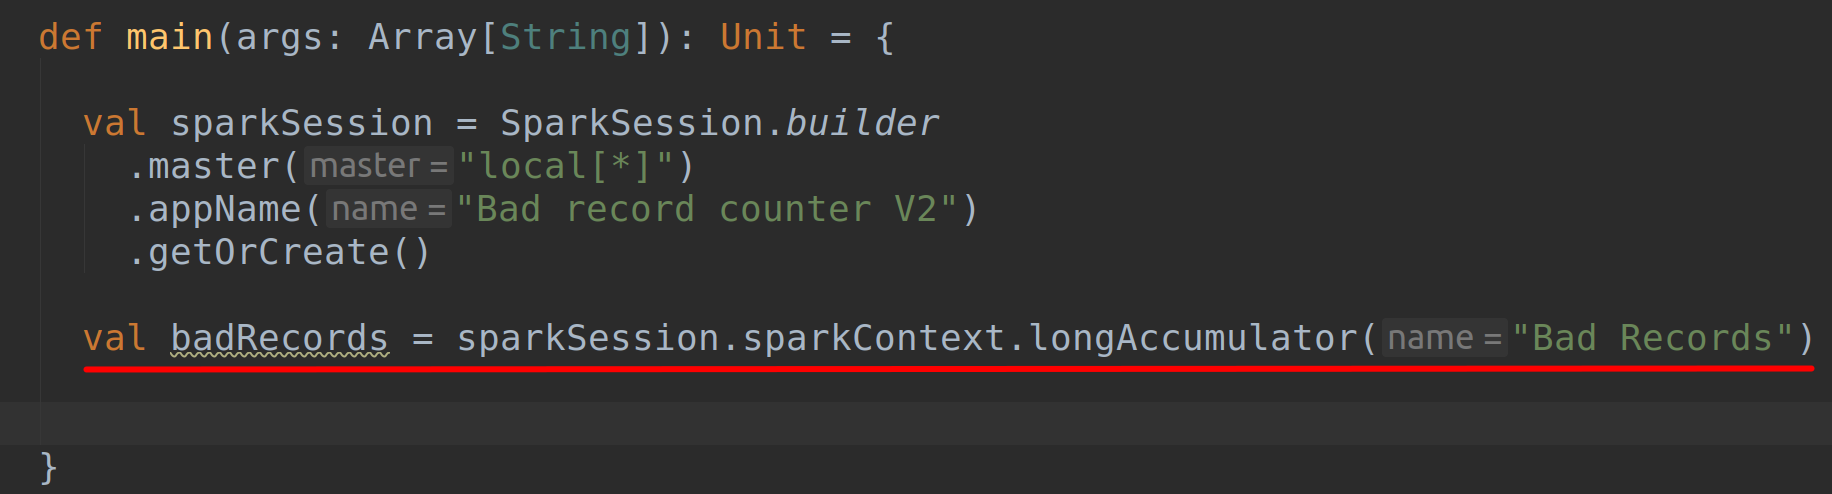 def main(args: Array[String]): Unit = {
val sparkSession = SparkSession.builder
.master( master = "local[*]")
.appName( name = "Bad record counter V2")
.getOrCreate()
val badRecords = sparkSession.sparkContext.longAccumulator( name = "Bad Records")
}